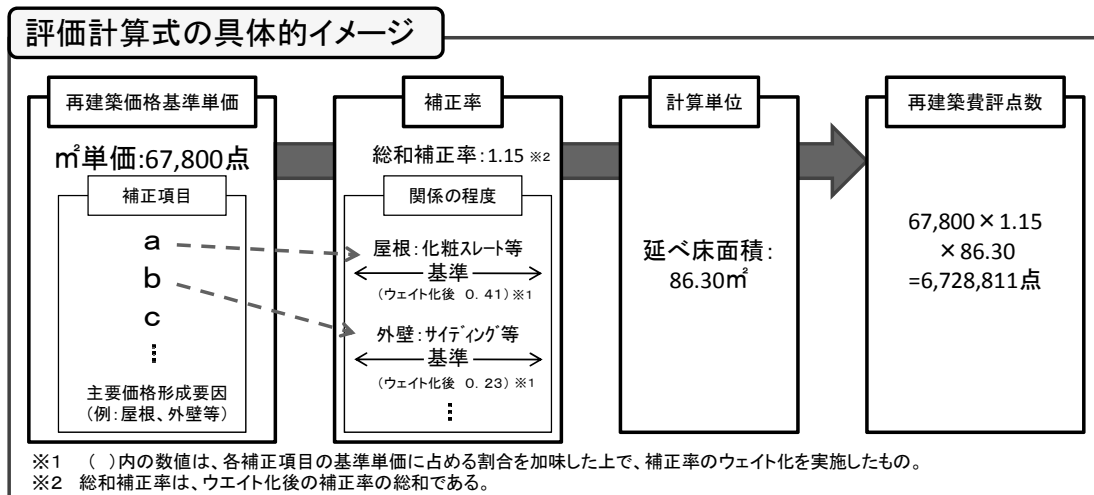 評価計算式の具体的イメージ
再建築価格基準単価
㎡単価:67,800点
補正項目
a
b
c
⋮
主要価格形成要因
(例:屋根、外壁等)
補正率
総和補正率:1.15 ※2
関係の程度
屋根:化粧スレート等
基準
(ウェイト化後 0.41)※1
外壁:サイディング等
基準
(ウェイト化後 0.23)※1
⋮
計算単位
延べ床面積:
86.30㎡
再建築費評点数
67,800×1.15
×86.30
=6,728,811点
※1 ( )内の数値は、各補正項目の基準単価に占める割合を加味した上で、補正率のウェイト化を実施したもの。
※2 総和補正率は、ウエイト化後の補正率の総和である。